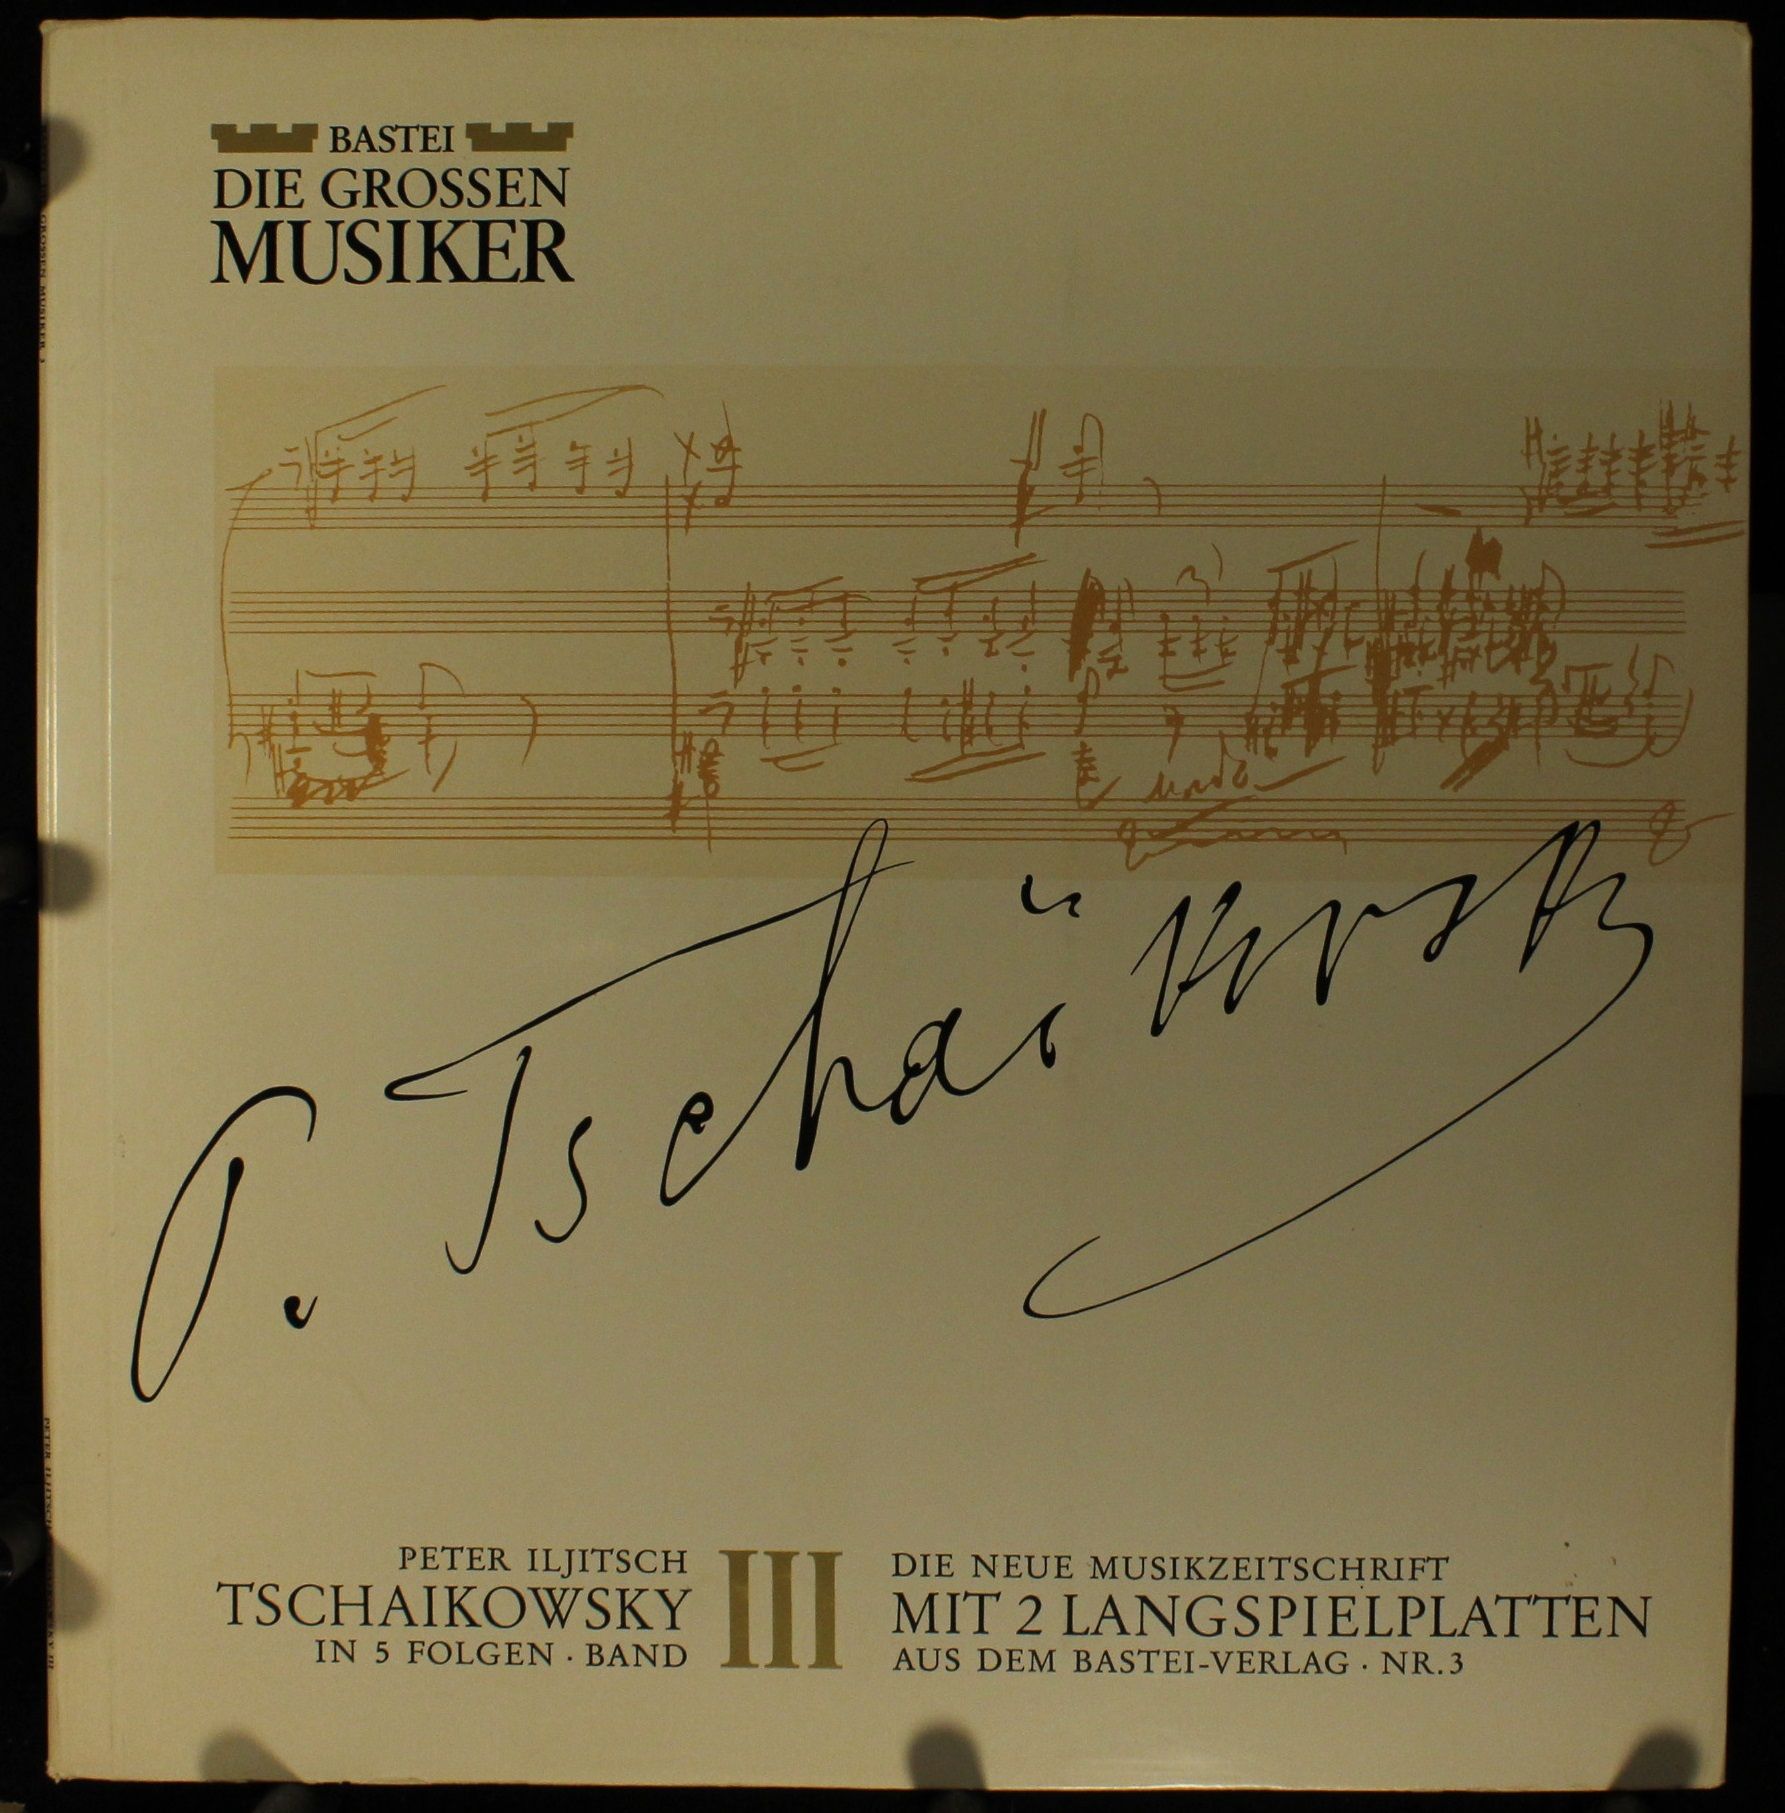 BASTEI
DIE GROSSEN
MUSIKER
P. Tschaïkovsky
PETER ILJITSCH
TSCHAIKOWSKY
IN 5 FOLGEN · BAND
III
DIE NEUE MUSIKZEITSCHRIFT
MIT 2 LANGSPIELPLATTEN
AUS DEM BASTEI-VERLAG · NR. 3